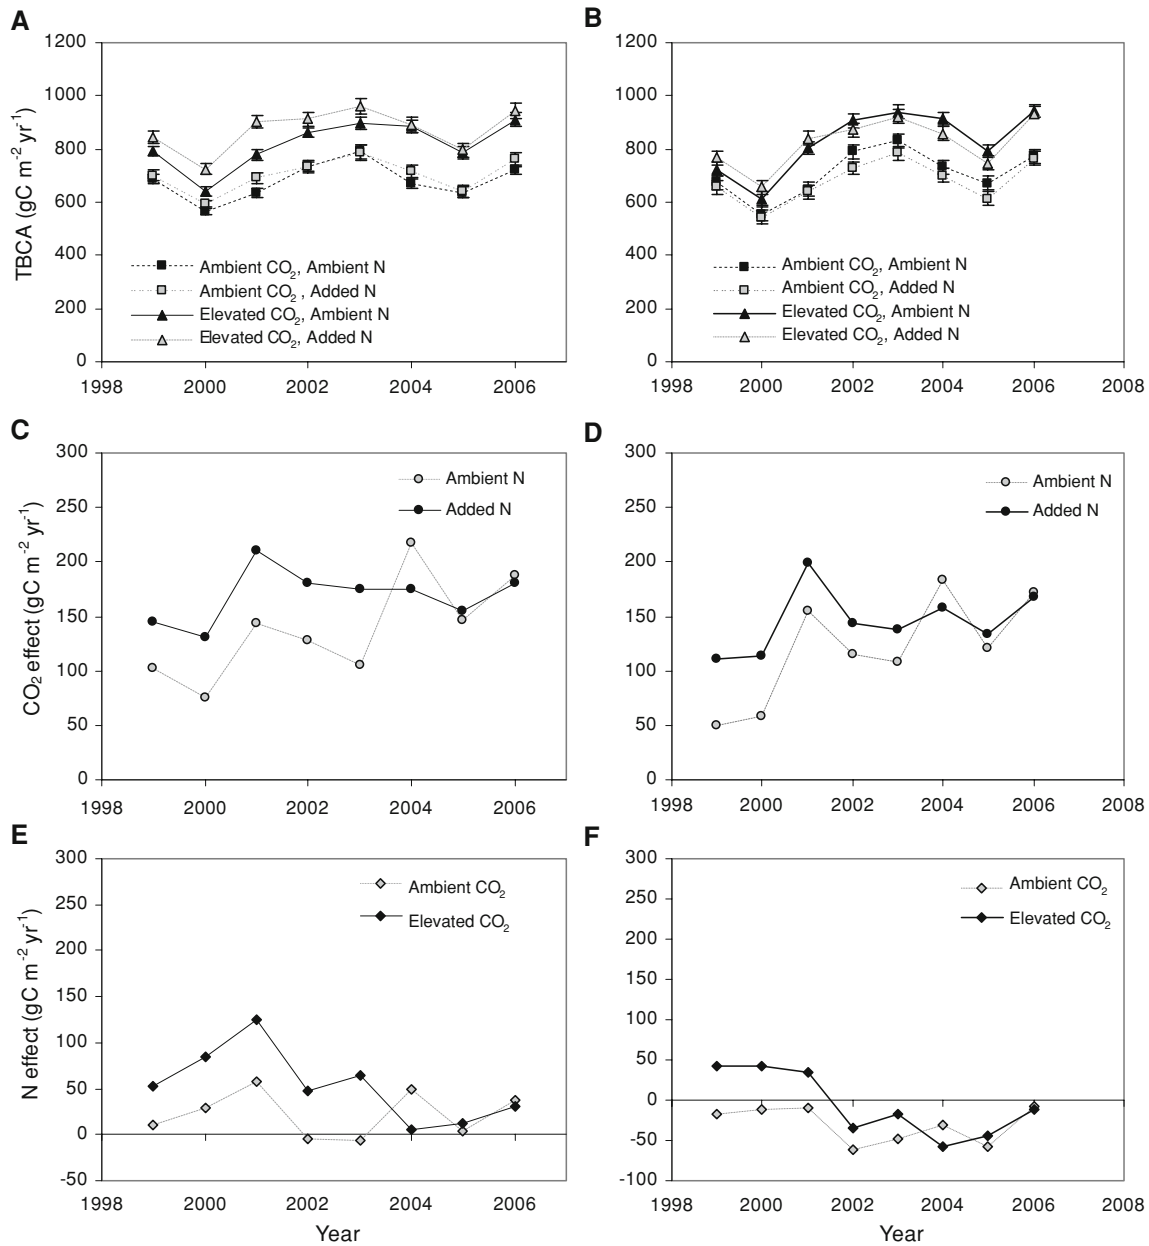 A
B
1200
1000
800
600
400
200
0
TBCA (gC m-2 yr-1)
Ambient CO2, Ambient N
Ambient CO2 , Added N
Elevated CO2, Ambient N
Elevated CO2, Added N
1998 2000 2002 2004 2006
1200
1000
800
600
400
200
0
Ambient CO2, Ambient N
Ambient CO2, Added N
Elevated CO2, Ambient N
Elevated CO2, Added N
1998 2000 2002 2004 2006 2008
C
D
300
250
200
150
100
50
0
CO2 effect (gC m-2 yr-1)
Ambient N
Added N
1998 2000 2002 2004 2006
300
250
200
150
100
50
0
Ambient N
Added N
1998 2000 2002 2004 2006 2008
E
F
300
250
200
150
100
50
0
-50
N effect (gC m-2 yr-1)
Ambient CO2
Elevated CO2
1998 2000 2002 2004 2006
Year
300
250
200
150
100
50
0
-50
-100
Ambient CO2
Elevated CO2
1998 2000 2002 2004 2006 2008
Year